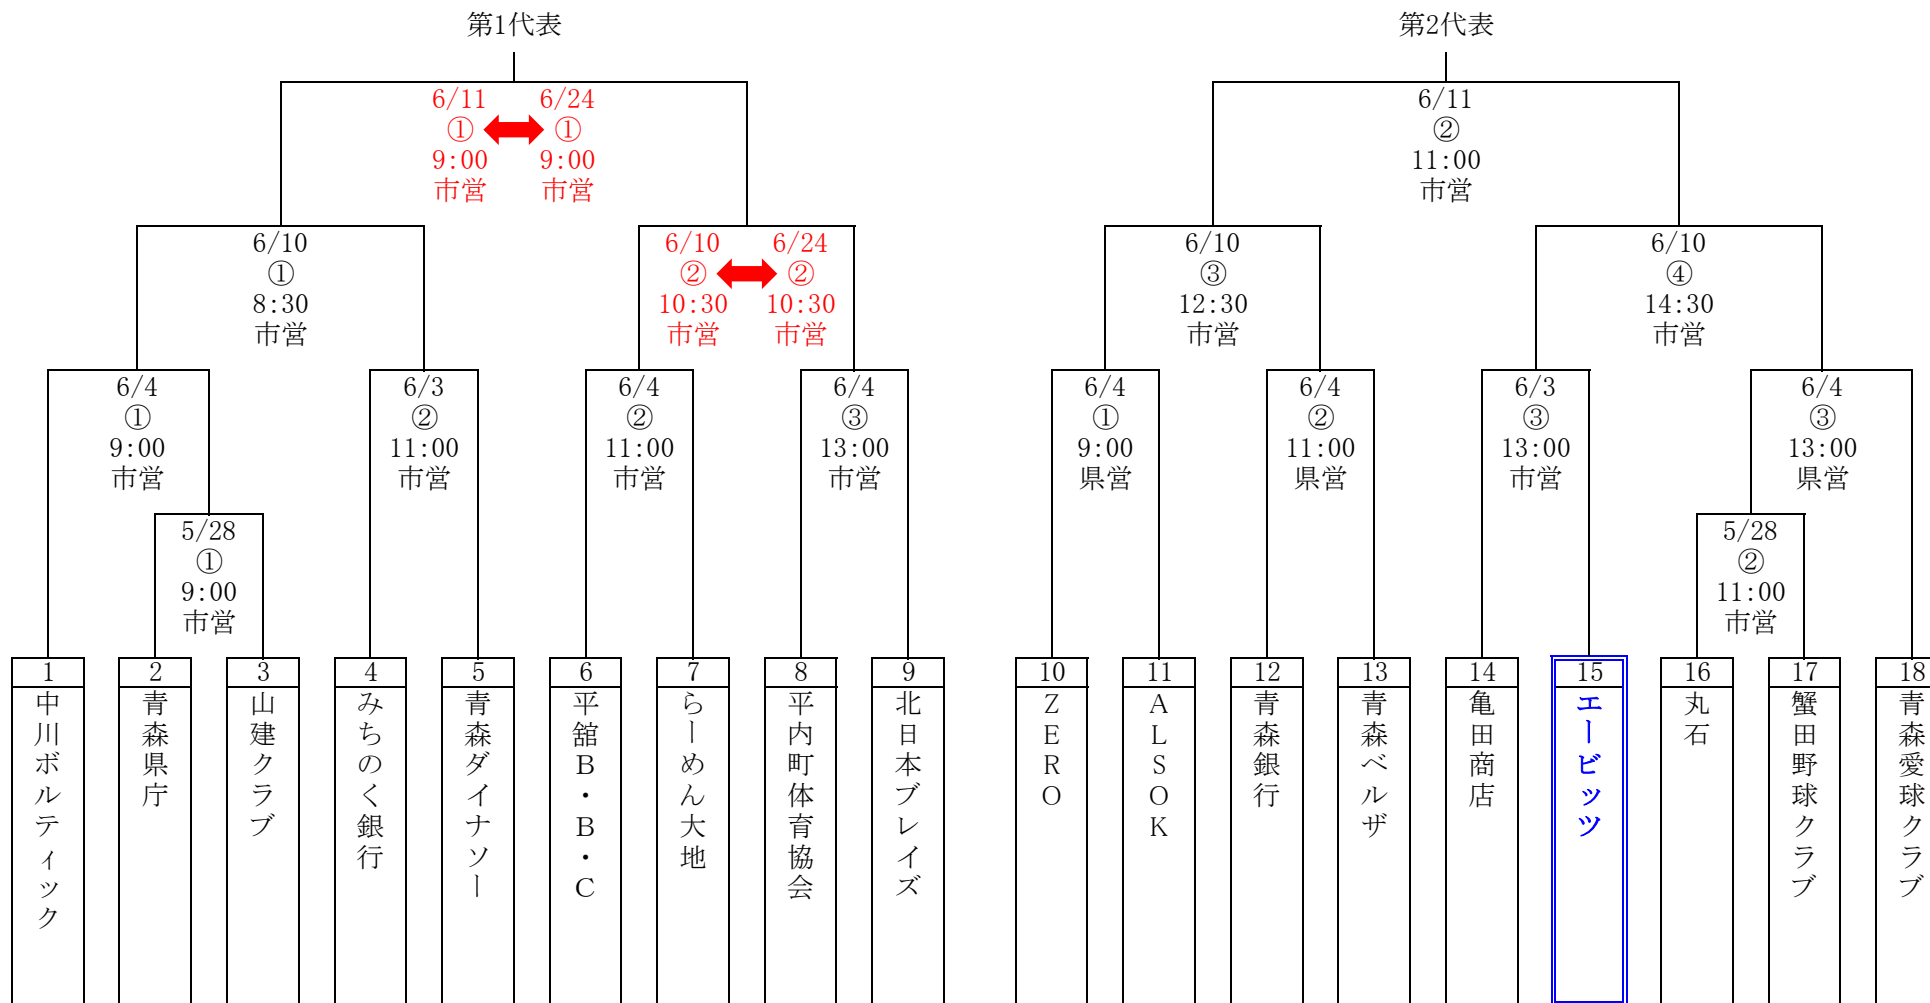 第1代表
第2代表
6/11
①
9:00
市営
6/24
①
9:00
市営
6/11
②
11:00
市営
6/10
①
8:30
市営
6/10
②
10:30
市営
6/24
②
10:30
市営
6/10
③
12:30
市営
6/10
④
14:30
市営
6/4
①
9:00
市営
6/3
②
11:00
市営
6/4
②
11:00
市営
6/4
③
13:00
市営
6/4
①
9:00
県営
6/4
②
11:00
県営
6/3
③
13:00
市営
6/4
③
13:00
県営
5/28
①
9:00
市営
5/28
②
11:00
市営
1
中川ボルティック
2
青森県庁
3
山建クラブ
4
みちのく銀行
5
青森ダイナソー
6
平舘B・B・C
7
らーめん大地
8
平内町体育協会
9
北日本ブレイズ
10
ZERO
11
ALSOK
12
青森銀行
13
青森ベルザ
14
亀田商店
15
エービッツ
16
丸石
17
蟹田野球クラブ
18
青森愛球クラブ